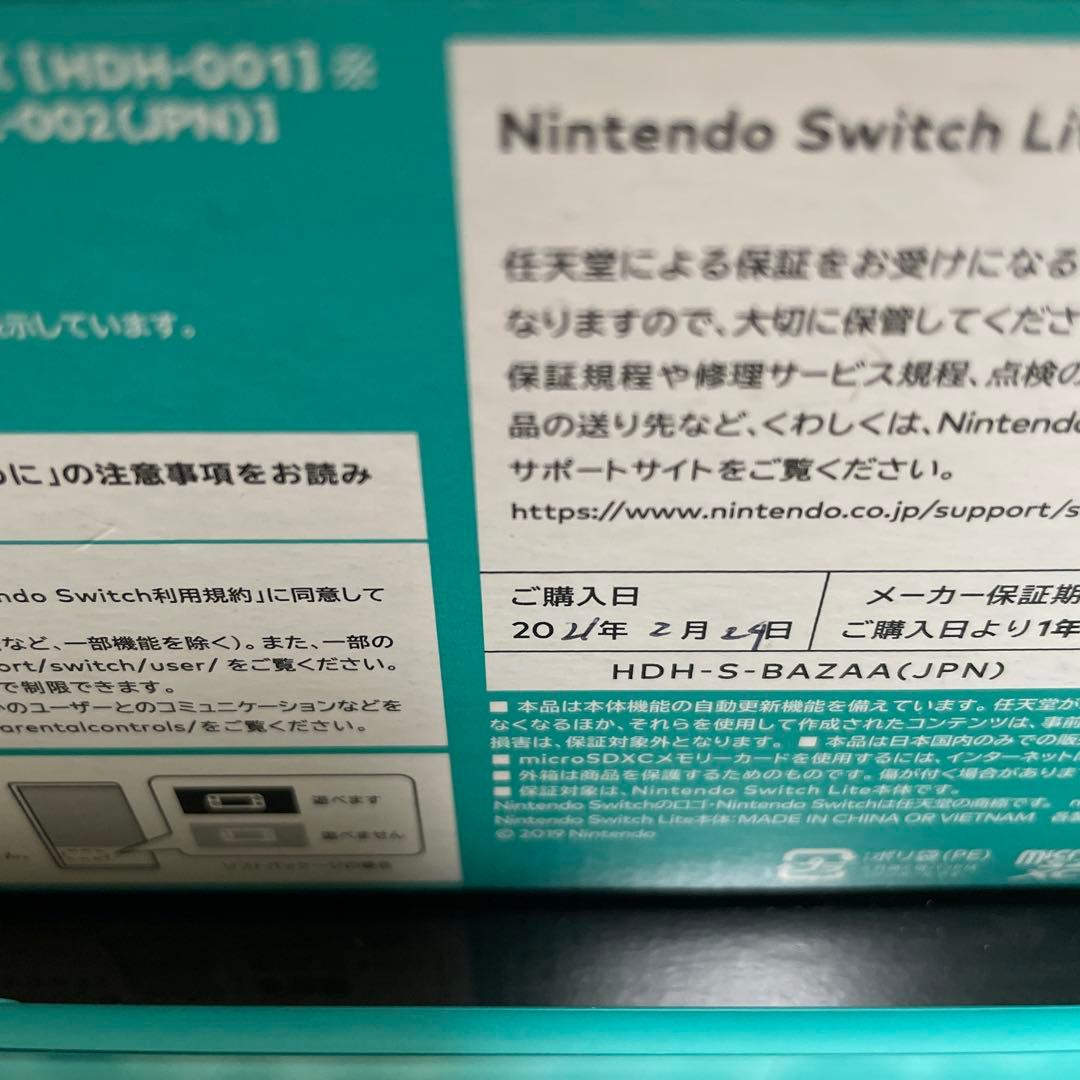 [HDH-001]※
-002(JPN)]
示しています。
に」の注意事項をお読み
ndo Switch利用規約」に同意して
など、一部機能を除く)。また、一部の
ort/switch/user/ をご覧ください。
で制限できます。
のユーザーとのコミュニケーションなどを
arentalcontrols/をご覧ください。
遊べます
遊べません
ソフトパッケージの場合
Nintendo Switch Li
任天堂による保証をお受けになる
なりますので、大切に保管してくださ
保証規程や修理サービス規程、点検の
品の送り先など、くわしくは、Nintend
サポートサイトをご覧ください。
https://www.nintendo.co.jp/support/s
ご購入日
2021年 2月24日
メーカー保証期
ご購入日より1年
HDH-S-BAZAA(JPN)
■ 本品は本体機能の自動更新機能を備えています。任天堂が
なくなるほか、それらを使用して作成されたコンテンツは、事前
損害は、保証対象外となります。 ■ 本品は日本国内のみでの販
■ microSDXCメモリーカードを使用するには、インターネットに
■ 外箱は商品を保護するためのものです。傷が付く場合がありま
■ 保証対象は、Nintendo Switch Lite本体です。
Nintendo Switchのロゴ・Nintendo Switchは任天堂の商標です。
Nintendo Switch Lite本体:MADE IN CHINA OR VIETNAM
© 2019 Nintendo
:ポリ袋(PE)
micro